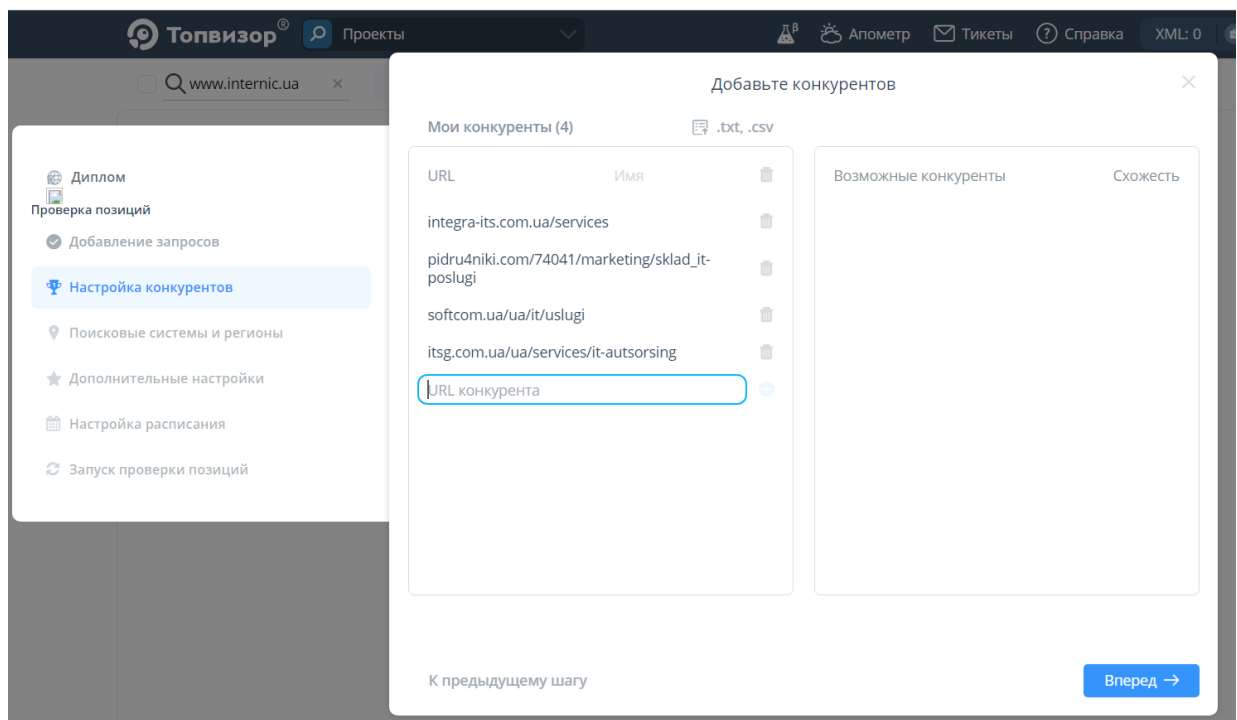 Топвизор®
Проекты
β
Апометр
Тикеты
? Справка
XML: 0
www.internic.ua ×
Диплом
Проверка позиций
Добавление запросов
Настройка конкурентов
Поисковые системы и регионы
Дополнительные настройки
Настройка расписания
Запуск проверки позиций
Добавьте конкурентов
Мои конкуренты (4)
.txt, .csv
URL Имя
integra-its.com.ua/services
pidru4niki.com/74041/marketing/sklad_it-
poslugi
softcom.ua/ua/it/uslugi
itsg.com.ua/ua/services/it-autsorsing
URL конкурента
Возможные конкуренты Схожесть
К предыдущему шагу
Вперед →